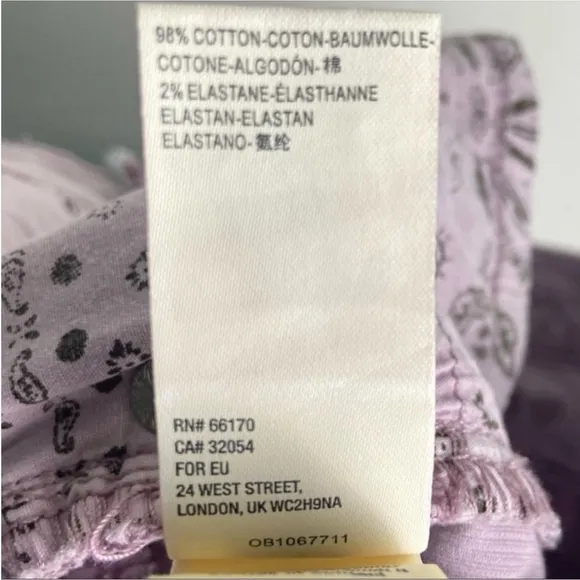 98% COTTON-COTON-BAUMWOLLE-
COTONE-ALGODÓN-棉
2% ELASTANE-ÉLASTHANNE
ELASTAN-ELASTAN
ELASTANO-氨纶
RN# 66170
CA# 32054
FOR EU
24 WEST STREET,
LONDON, UK WC2H9NA
OB1067711